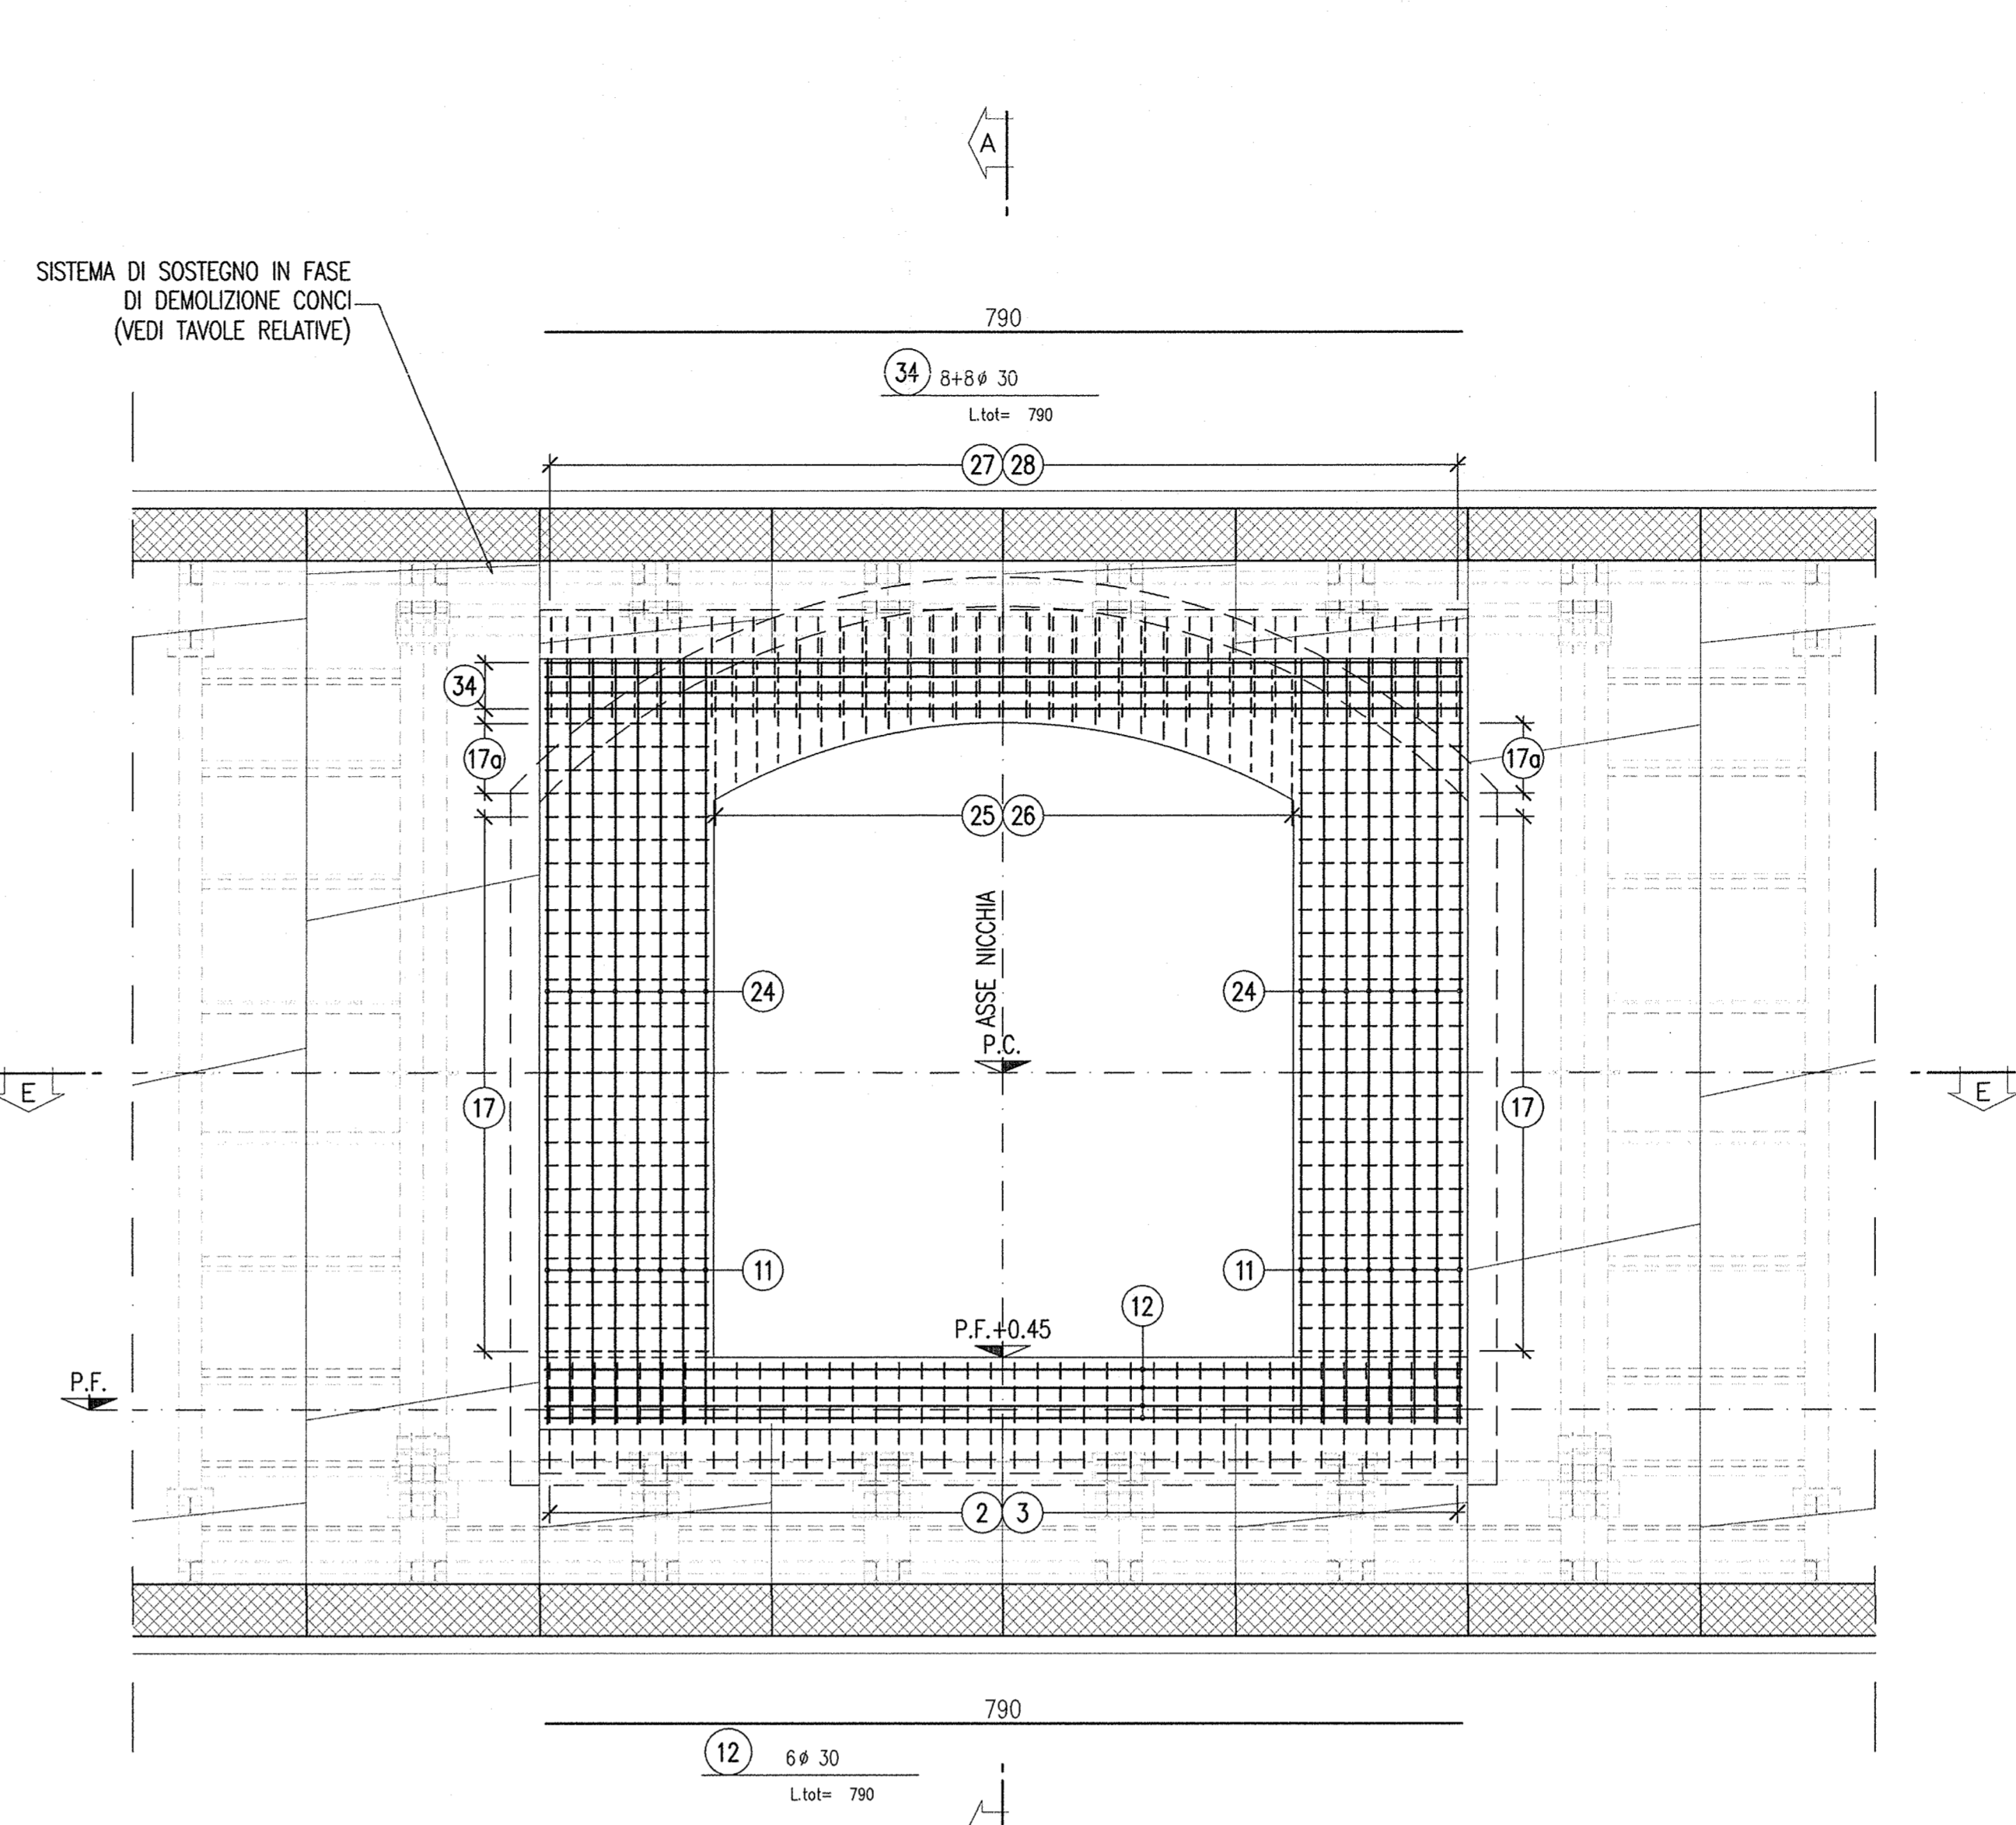 A
SISTEMA DI SOSTEGNO IN FASE
DI DEMOLIZIONE CONCI
(VEDI TAVOLE RELATIVE)
790
34 8+8ø 30
L.tot= 790
27 28
34
17a
17a
25 26
ASSE NICCHIA
24
24
P.C.
E
E
17
17
11
11
12
P.F.+0.45
P.F.
2 3
790
12 6ø 30
L.tot= 790